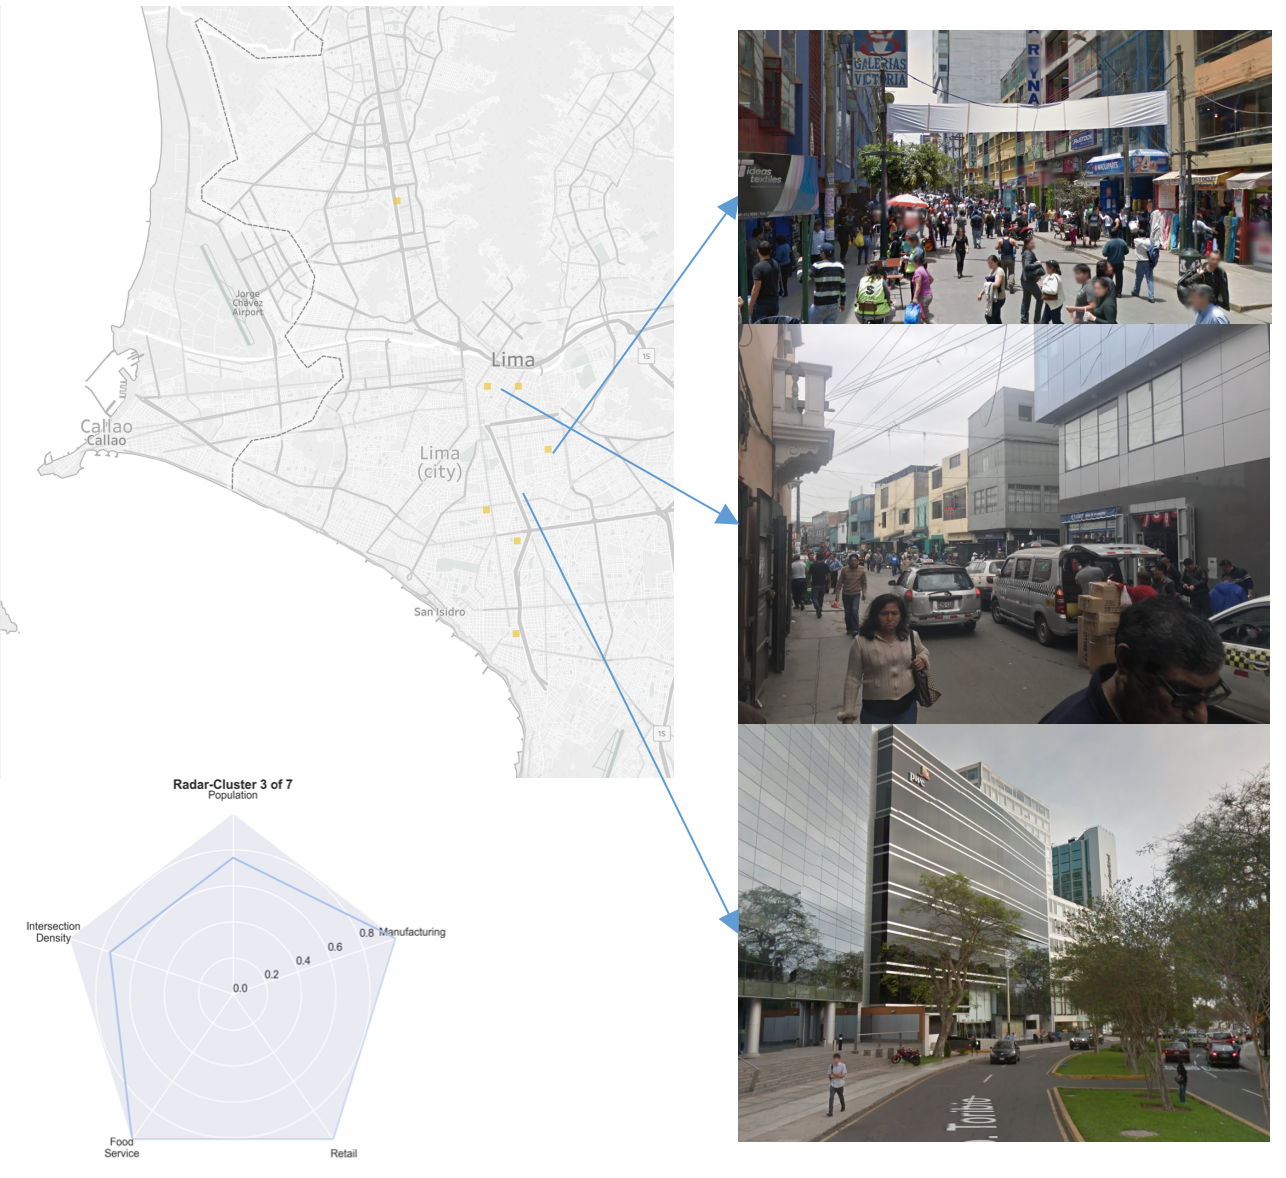 Jorge
Chávez
Airport
Lima
15
Callao
Callao
Lima
(city)
San Isidro
15
GALERIAS
VICTORIA
ideas
textiles
pwc
O. Toribio
Radar-Cluster 3 of 7
Population
Intersection
Density
0.8 Manufacturing
0.6
0.4
0.2
0.0
Food
Service
Retail